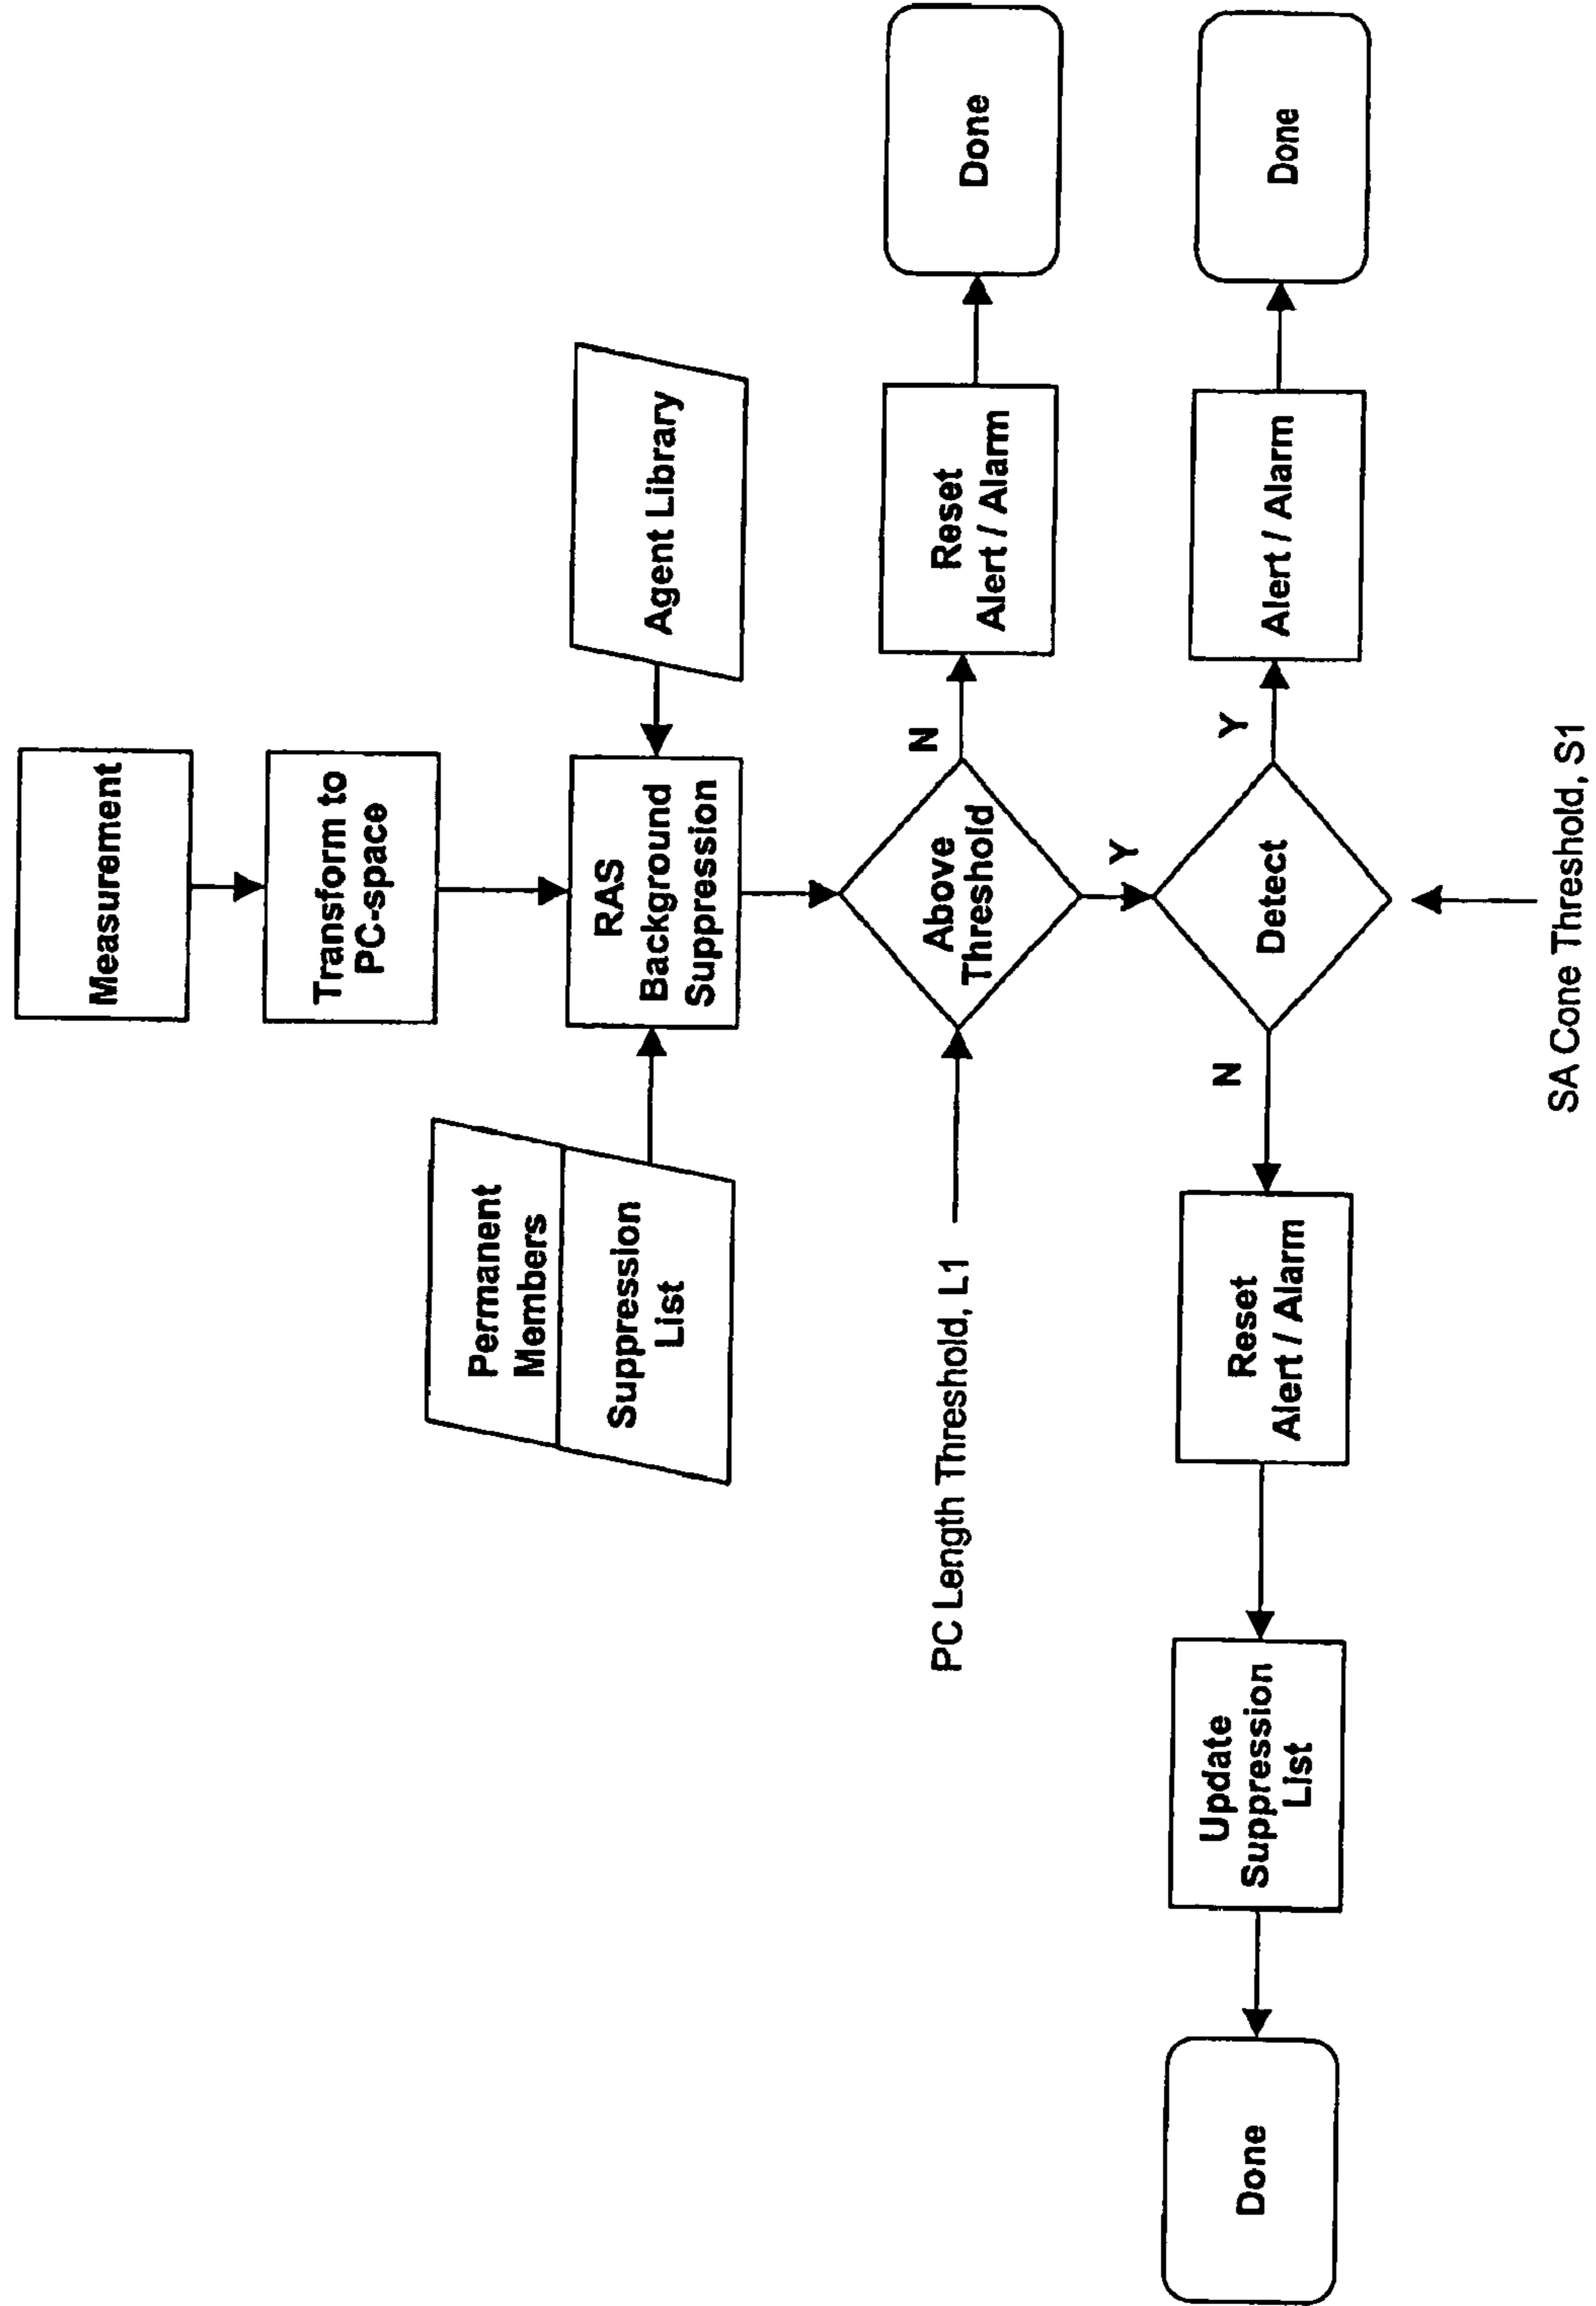 Measurement
Transform to
PC-space
Permanent
Members
Suppression
List
RAS
Background
Suppression
Agent Library
PC Length Threshold, L1
Above
Threshold
N
Reset
Alert / Alarm
Done
Y
Done
Update
Suppression
List
Reset
Alert / Alarm
N
Detect
Y
Alert / Alarm
Done
SA Cone Threshold, S1